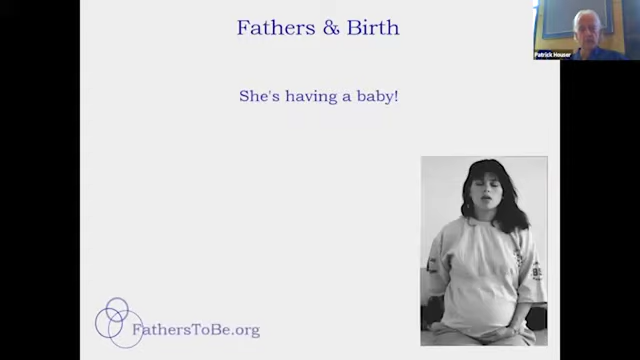 Fathers & Birth
She's having a baby!
FathersToBe.org
Patrick Houser